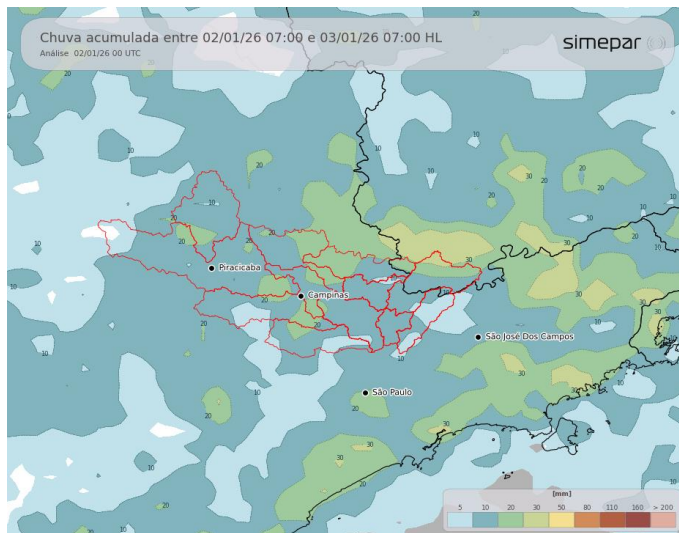 Chuva acumulada entre 02/01/26 07:00 e 03/01/26 07:00 HL
Análise 02/01/26 00 UTC
simepar
Piracicaba
Campinas
São José Dos Campos
São Paulo
[mm]
5 10 20 30 50 80 110 160 > 200